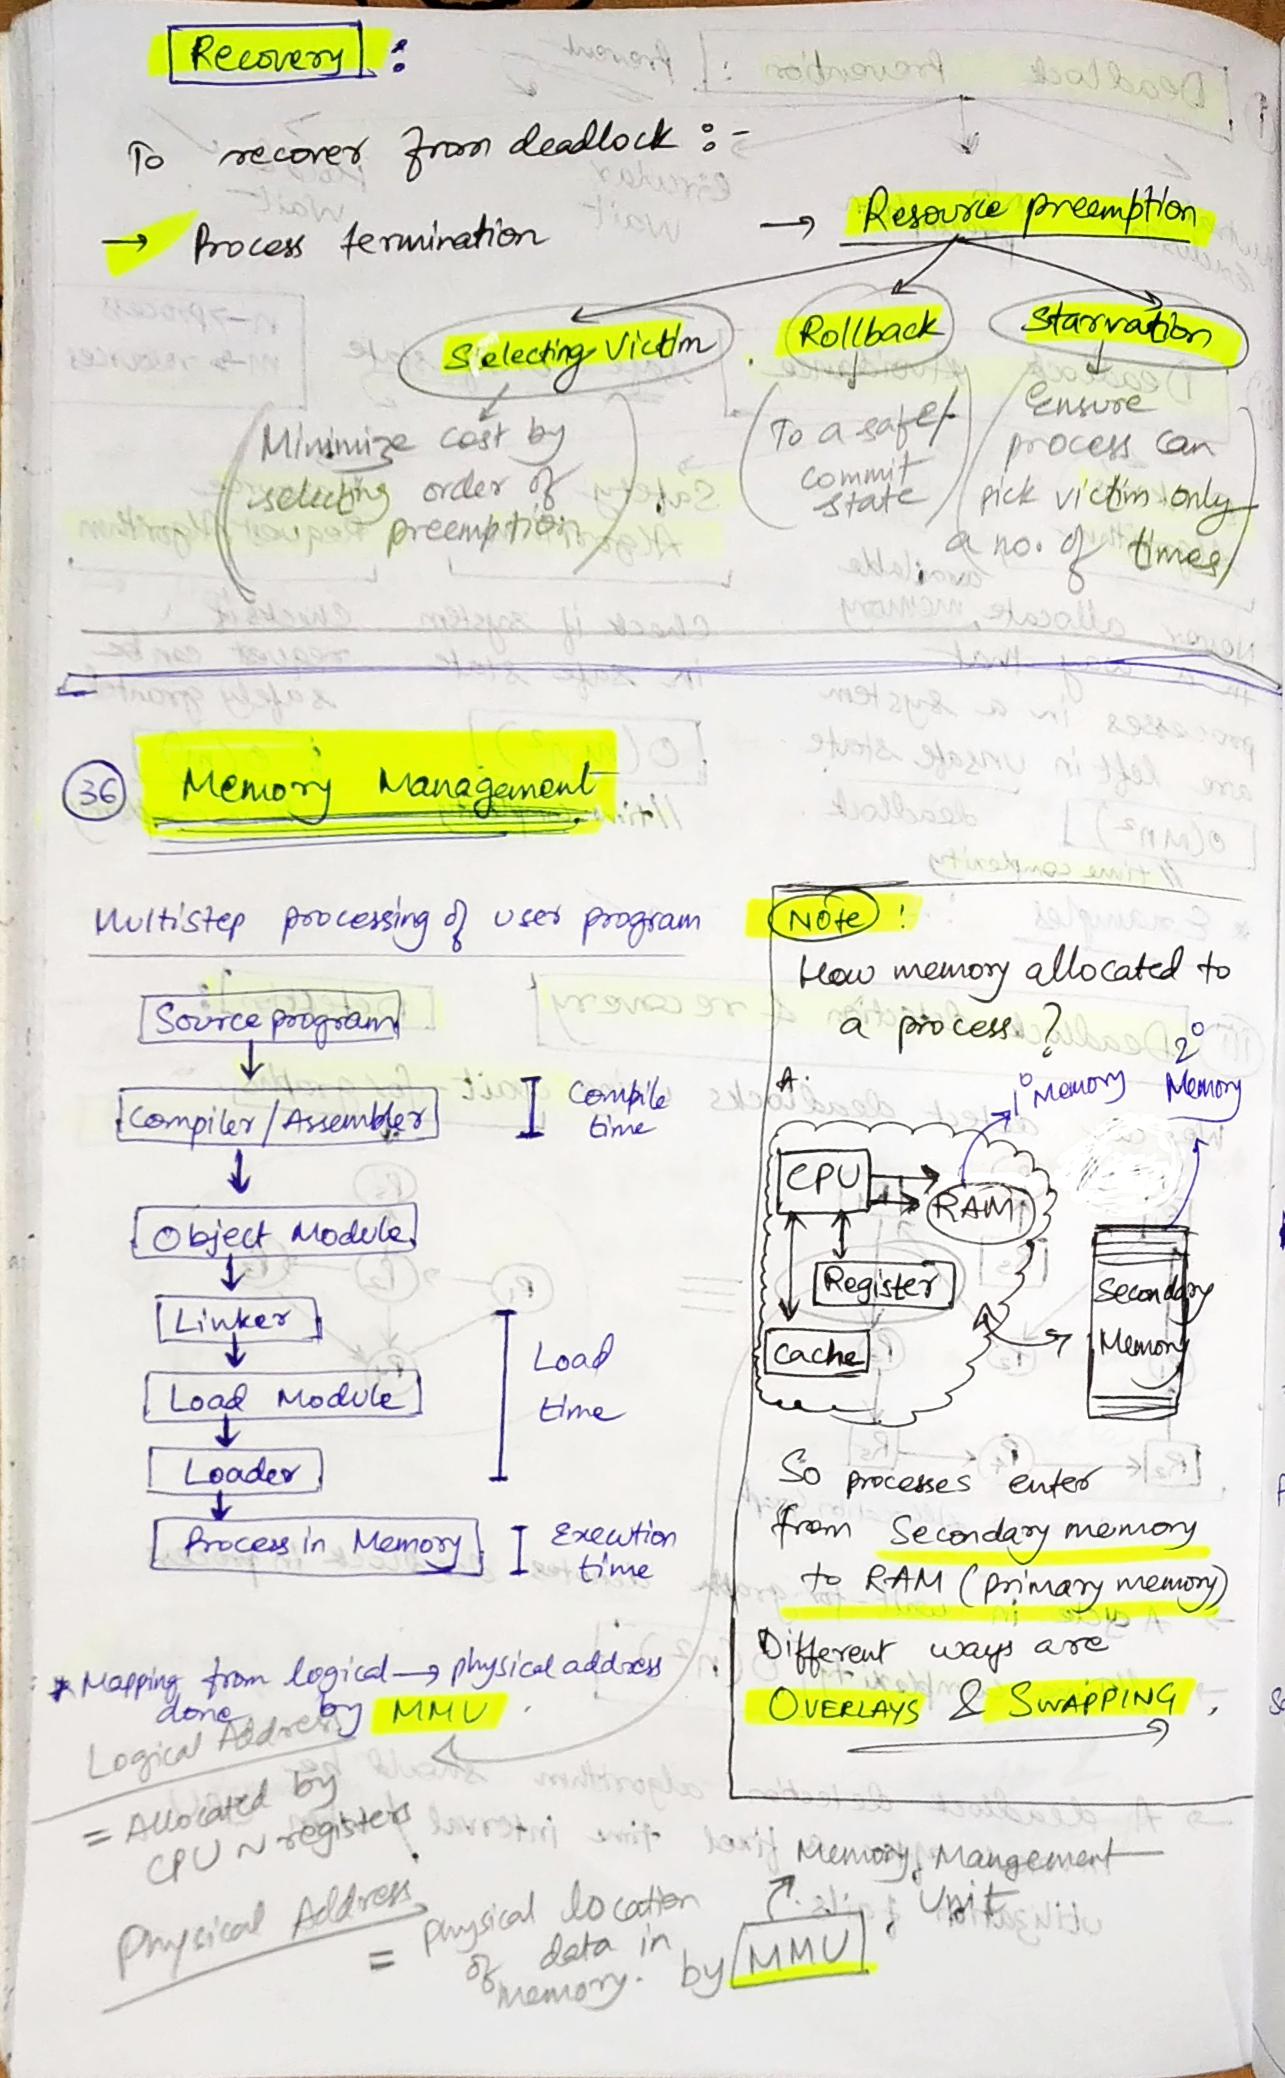 Recovery :
To recover from deadlock :-
→ Process termination
→ Resource preemption
Selecting Victim
Rollback
Starvation
Minimize cost by
selecting order of
preemption
To a safe/
commit
state
ensure
process can
pick victim only
a no. of times
36 Memory Management
Multistep processing of user program
Source program
Compiler/Assembler
Compile
time
Object Module
Linker
Load Module
Loader
Load
time
Process in Memory
Execution
time
* Mapping from logical → physical address
done by MMU.
Logical Address
= Allocated by
CPU ~ registers
Physical Address
= Physical location
of data in
memory. by MMU
Memory Mangement
Unit
Note :
How memory allocated to
a process?
A.
1° Memory
2°
Memory
CPU
RAM
Register
Cache
Secondary
Memory
So processes enter
from Secondary memory
to RAM (primary memory)
Different ways are
OVERLAYS & SWAPPING.